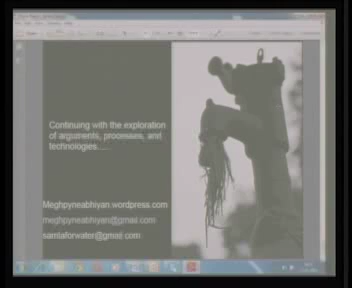 Continuing with the exploration
of arguments, processes, and
technologies.....
Meghpyneabhiyan.wordpress.com
meghpyneabhiyan@gmail.com
samtaforwater@gmail.com